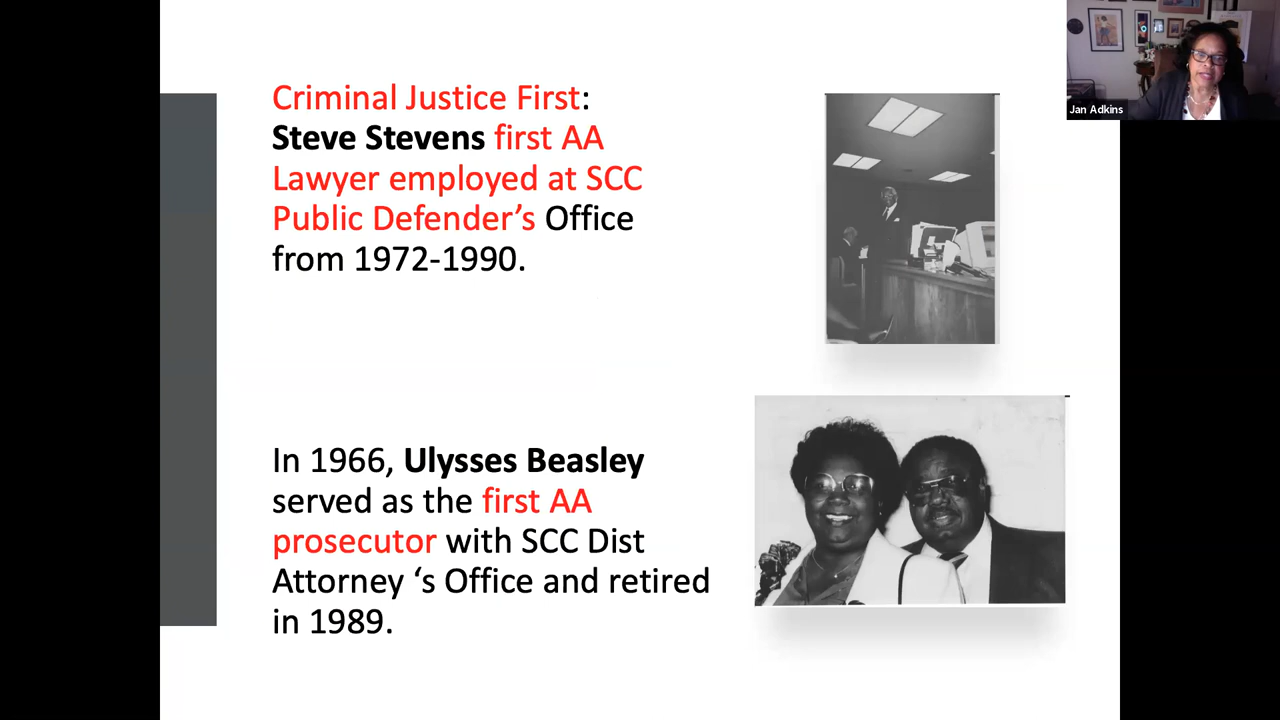 Criminal Justice First:
Steve Stevens first AA
Lawyer employed at SCC
Public Defender’s Office
from 1972-1990.
In 1966, Ulysses Beasley
served as the first AA
prosecutor with SCC Dist
Attorney ‘s Office and retired
in 1989.
Jan Adkins